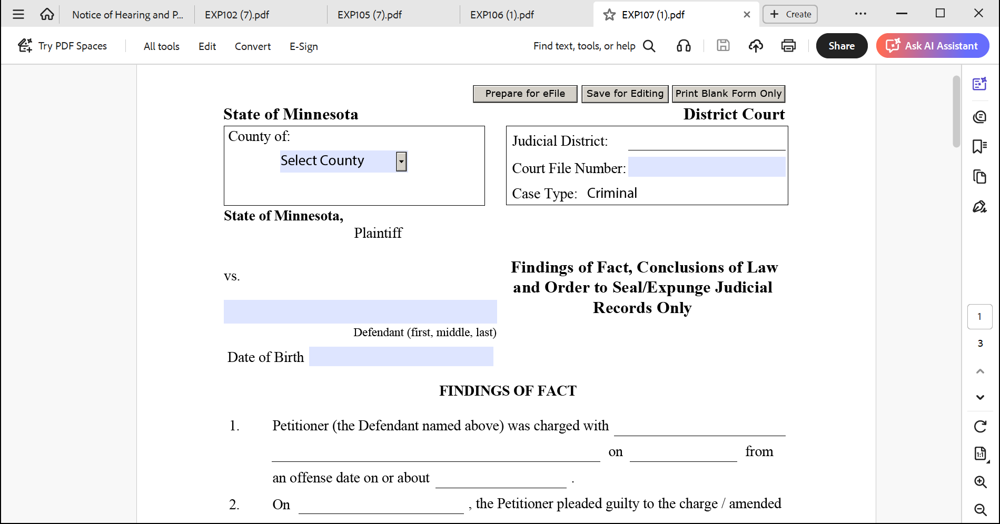 Notice of Hearing and P...
EXP102 (7).pdf
EXP105 (7).pdf
EXP106 (1).pdf
EXP107 (1).pdf
Create
Try PDF Spaces
All tools
Edit
Convert
E-Sign
Find text, tools, or help
Share
Ask AI Assistant
Prepare for eFile
Save for Editing
Print Blank Form Only
State of Minnesota
District Court
County of:
Select County
Judicial District:
Court File Number:
Case Type: Criminal
State of Minnesota,
Plaintiff
vs.
Findings of Fact, Conclusions of Law
and Order to Seal/Expunge Judicial
Records Only
Defendant (first, middle, last)
Date of Birth
FINDINGS OF FACT
1. Petitioner (the Defendant named above) was charged with
on from
an offense date on or about .
2. On , the Petitioner pleaded guilty to the charge / amended
1
3
1:1